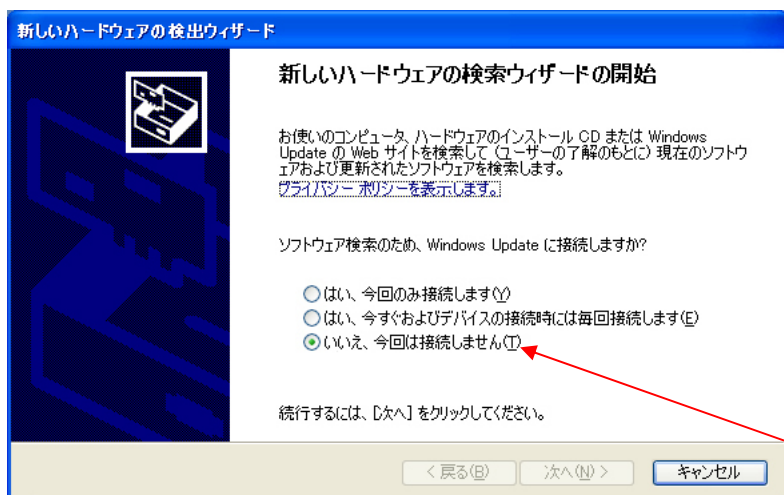 新しいハードウェアの検出ウィザード
新しいハードウェアの検索ウィザードの開始
お使いのコンピュータ、ハードウェアのインストール CD または Windows
Update の Web サイトを検索して (ユーザーの了解のもとに) 現在のソフトウ
ェアおよび更新されたソフトウェアを検索します。
プライバシー ポリシーを表示します。
ソフトウェア検索のため、Windows Update に接続しますか?
はい、今回のみ接続します(Y)
はい、今すぐおよびデバイスの接続時には毎回接続します(E)
いいえ、今回は接続しません(T)
続行するには、[次へ] をクリックしてください。
< 戻る(B) 次へ(N) > キャンセル